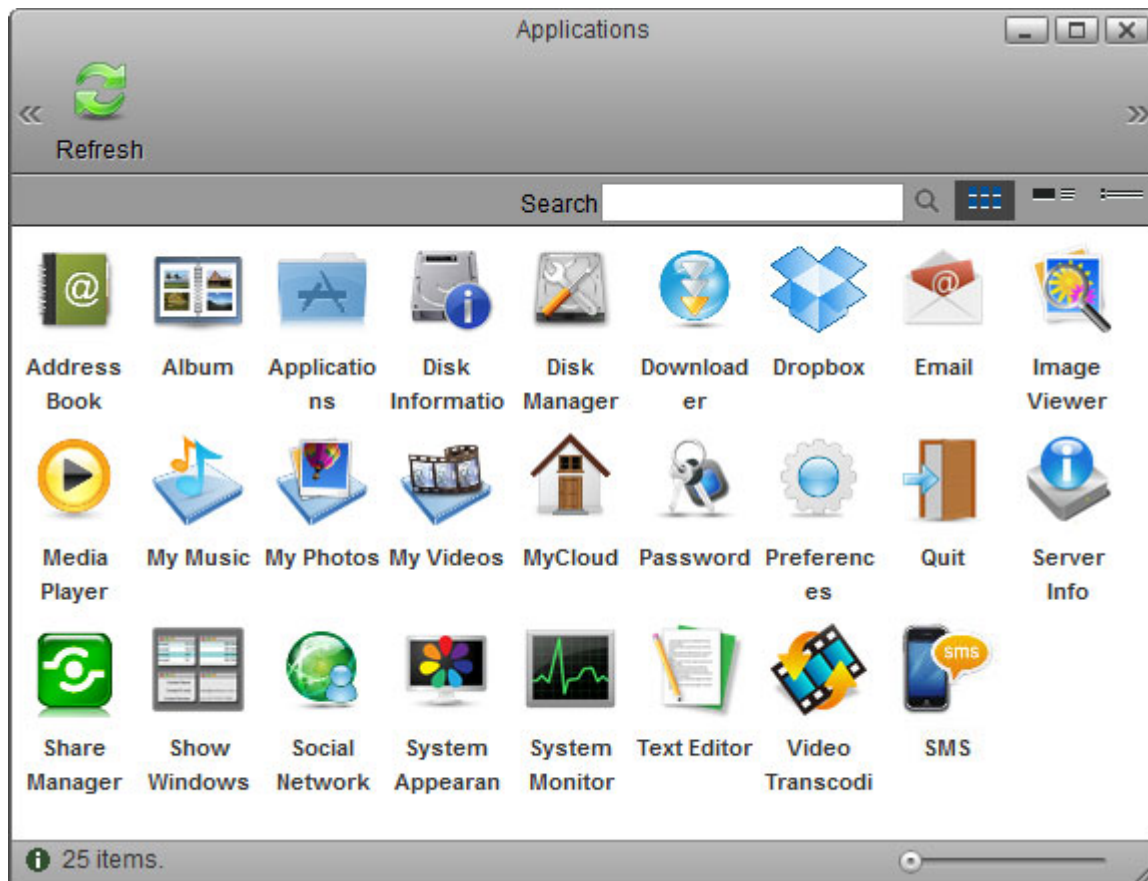 Applications
Refresh
Search
Address Book
Album
Applicatio
ns
Disk
Informatio
Disk
Manager
Download
er
Dropbox
Email
Image
Viewer
Media
Player
My Music
My Photos
My Videos
MyCloud
Password
Preferenc
es
Quit
Server
Info
Share
Manager
Show
Windows
Social
Network
System
Appearan
System
Monitor
Text Editor
Video
Transcodi
sms
SMS
25 items.